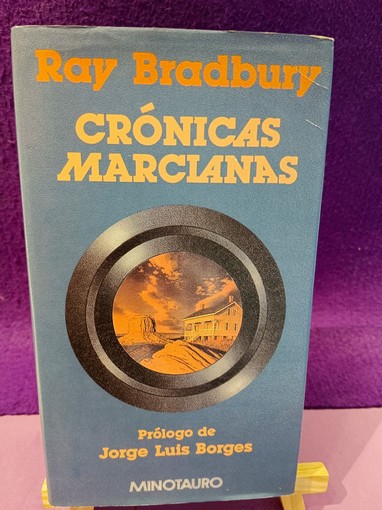 Ray Bradbury
CRÓNICAS
MARCIANAS
Prólogo de
Jorge Luis Borges
MINOTAURO